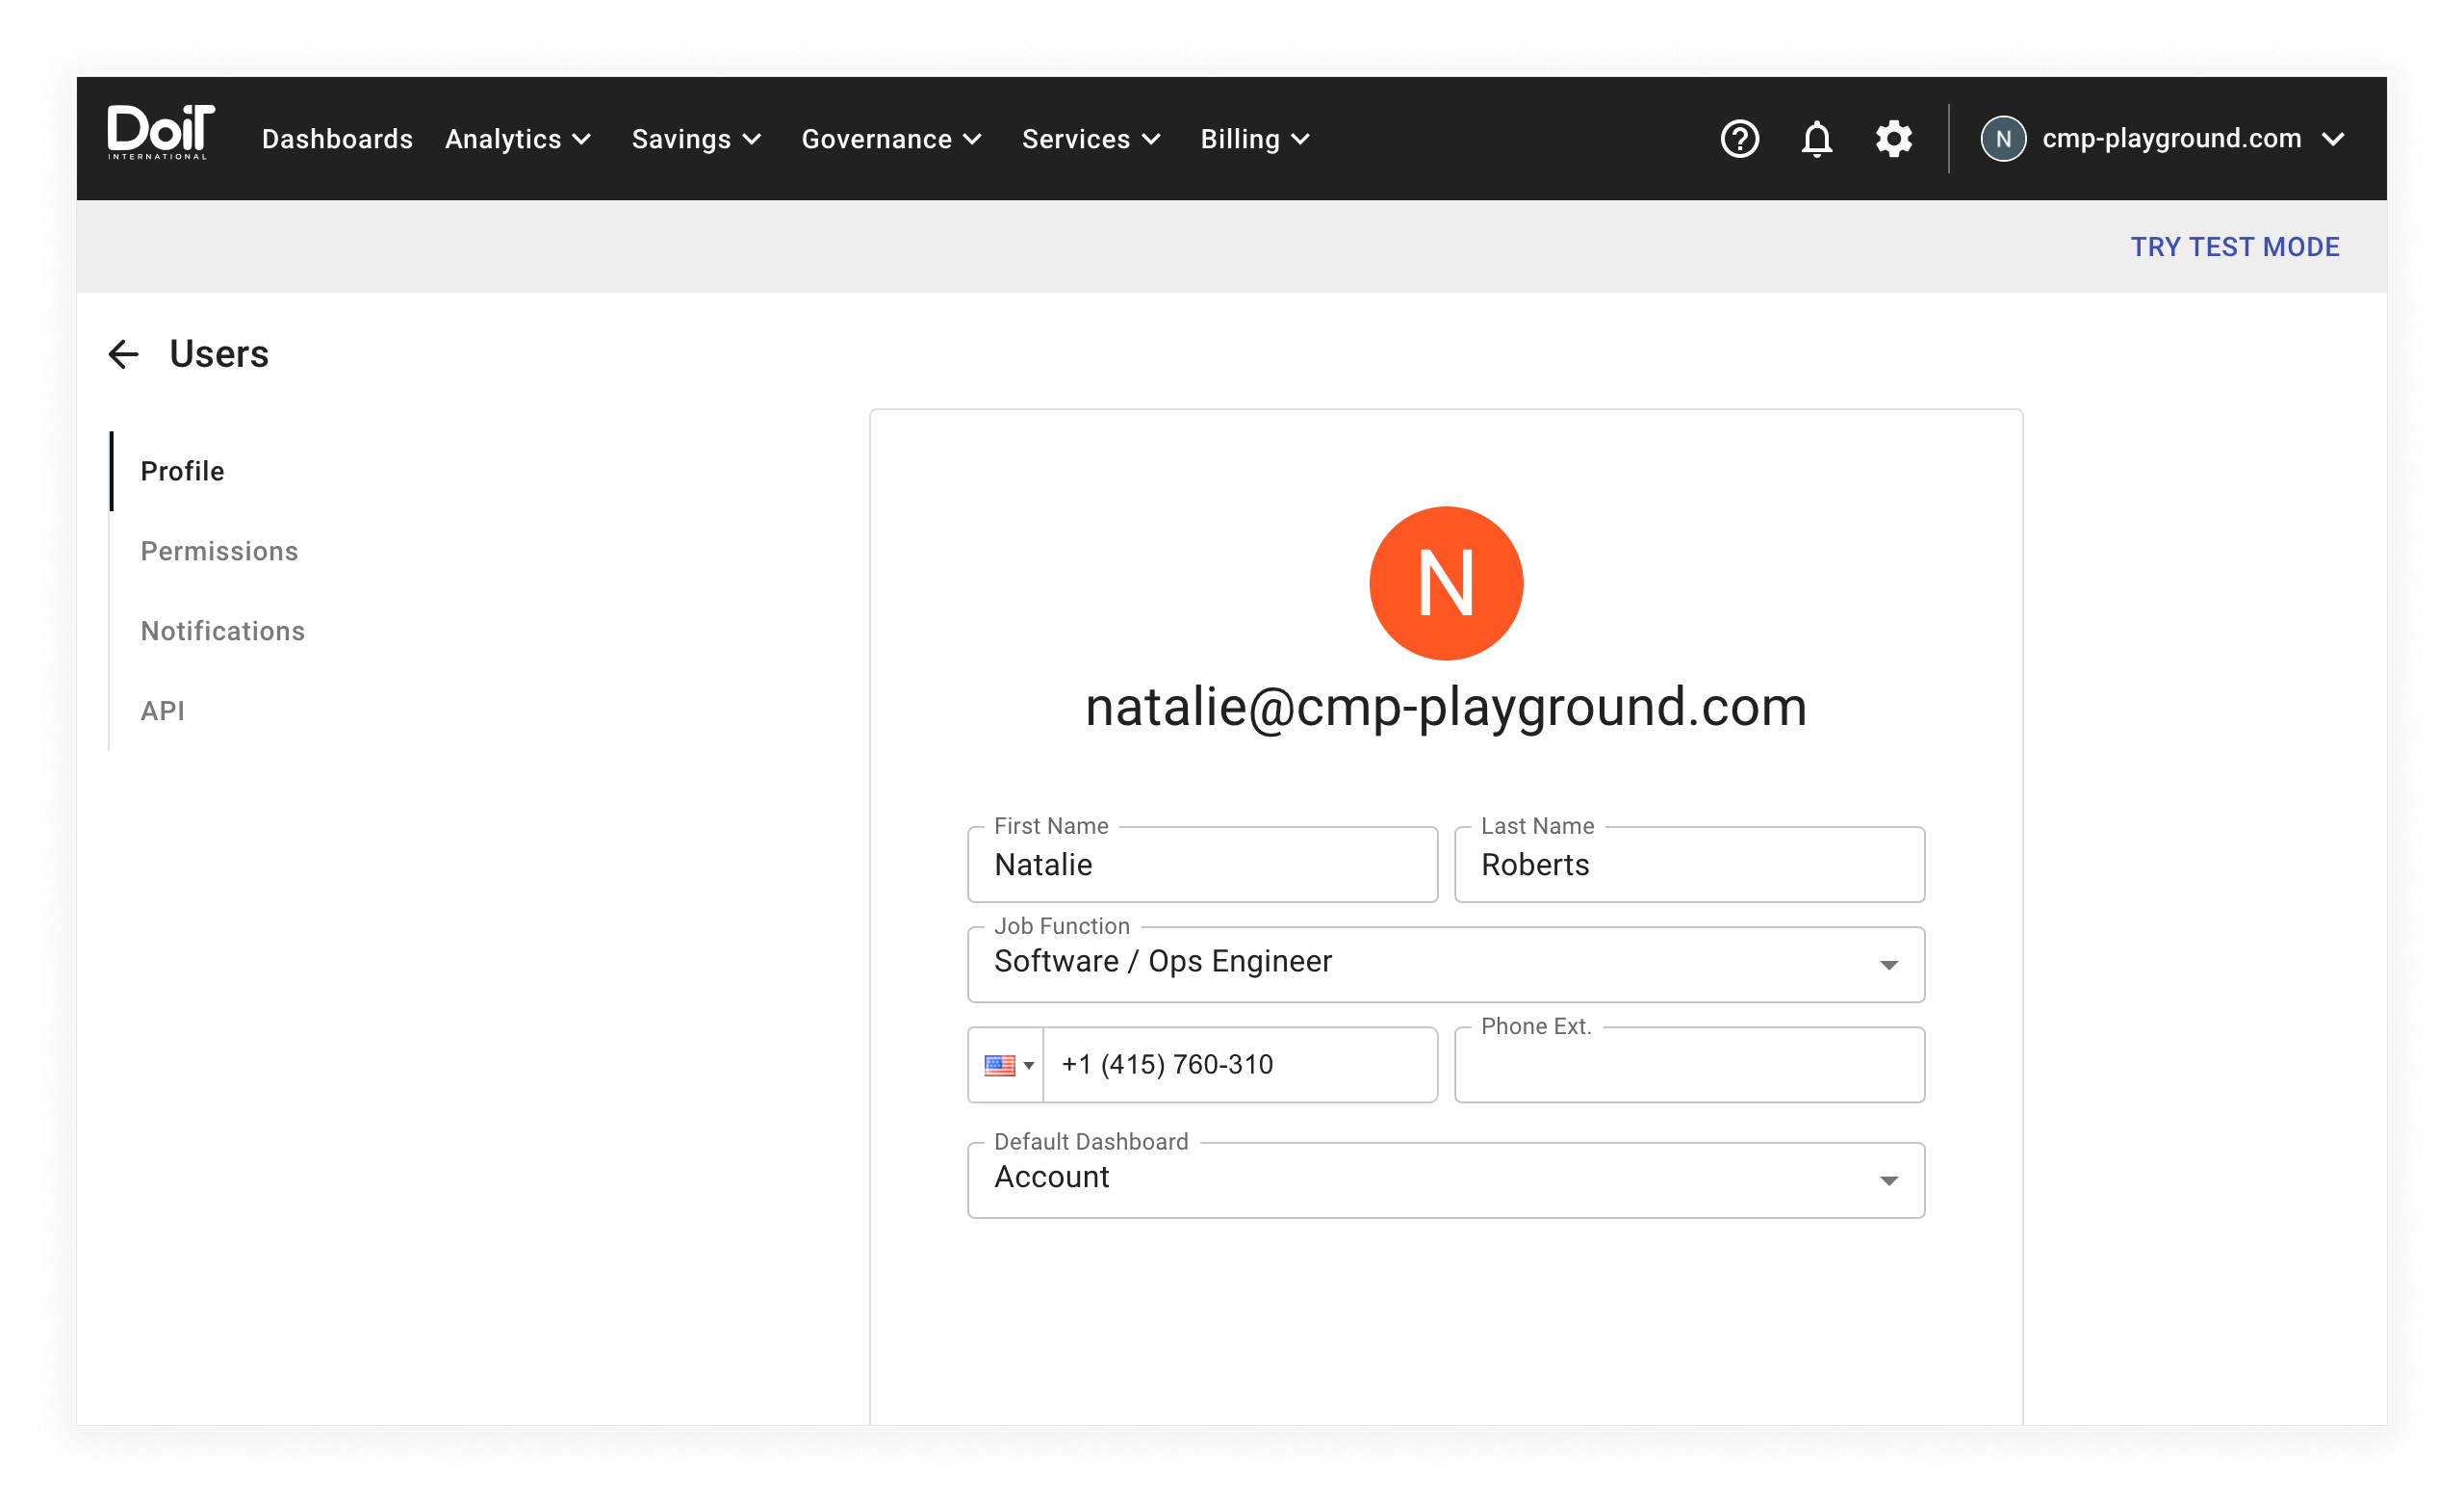 DoiT
INTERNATIONAL
Dashboards Analytics Savings Governance Services Billing
N cmp-playground.com
TRY TEST MODE
Users
Profile
Permissions
Notifications
API
N
natalie@cmp-playground.com
First Name
Natalie
Last Name
Roberts
Job Function
Software / Ops Engineer
+1 (415) 760-310
Phone Ext.
Default Dashboard
Account